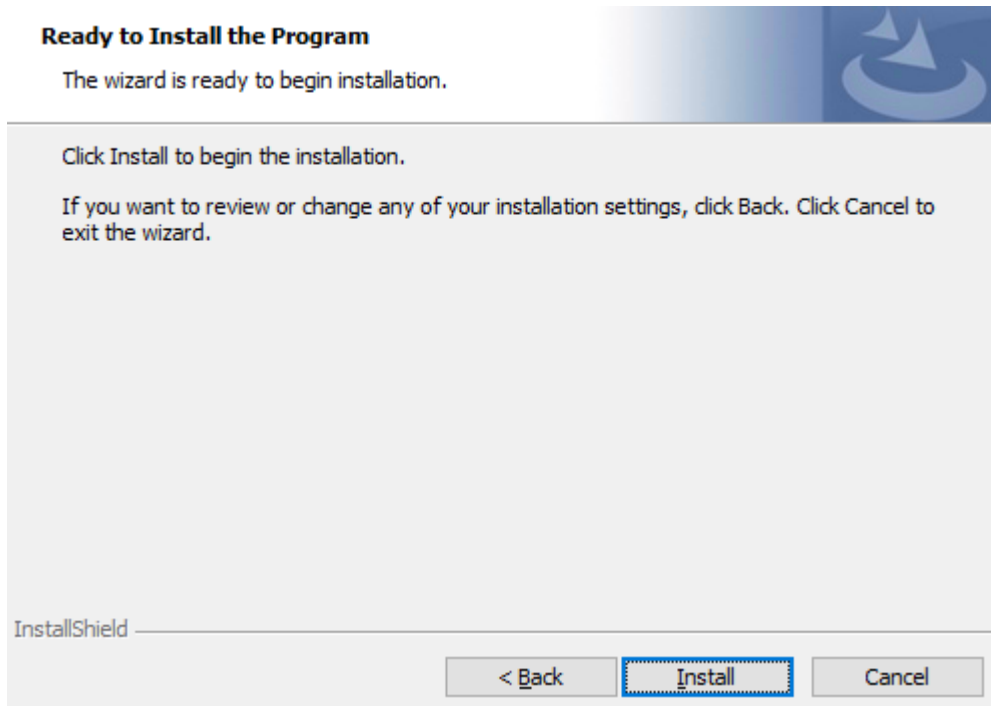 Ready to Install the Program
The wizard is ready to begin installation.
Click Install to begin the installation.
If you want to review or change any of your installation settings, click Back. Click Cancel to
exit the wizard.
InstallShield
< Back Install Cancel